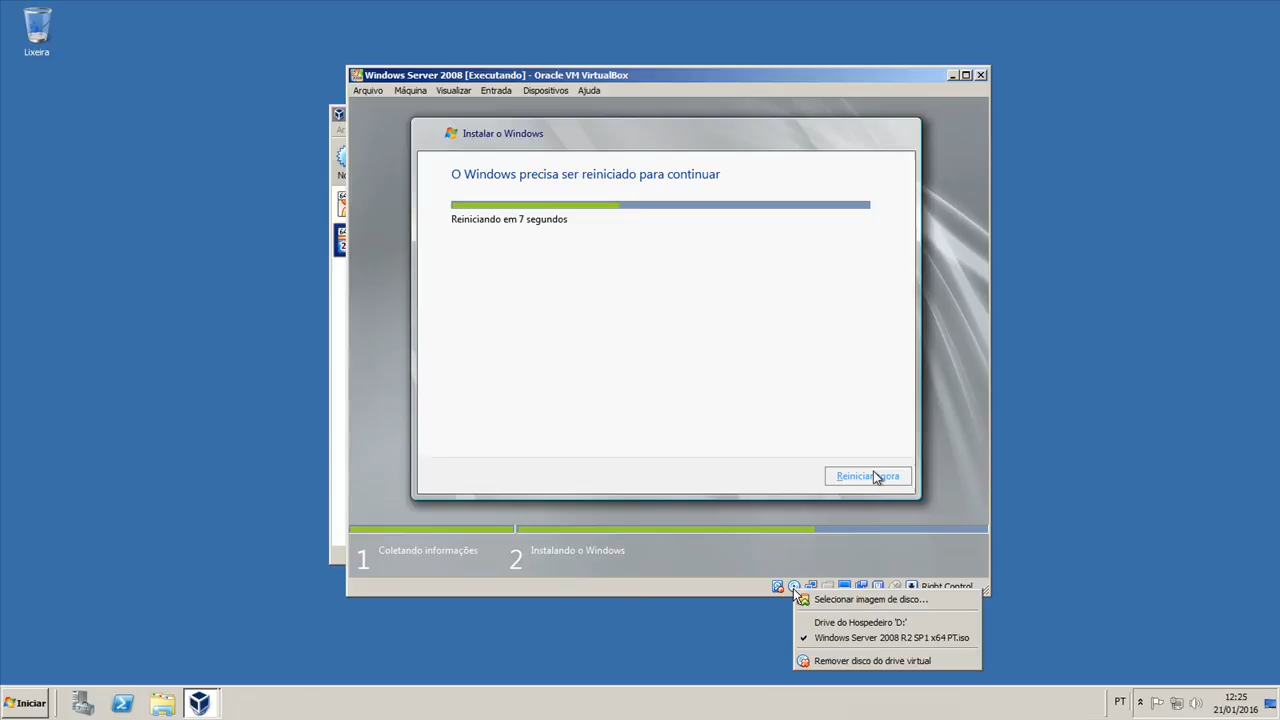 Lixeira
Windows Server 2008 [Executando] - Oracle VM VirtualBox
Arquivo Máquina Visualizar Entrada Dispositivos Ajuda
Instalar o Windows
O Windows precisa ser reiniciado para continuar
Reiniciando em 7 segundos
Reiniciar agora
1 Coletando informações 2 Instalando o Windows
Right Control
Selecionar imagem de disco...
Drive do Hospedeiro 'D:'
Windows Server 2008 R2 SP1 x64 PT.iso
Remover disco do drive virtual
Iniciar
PT
12:25
21/01/2016